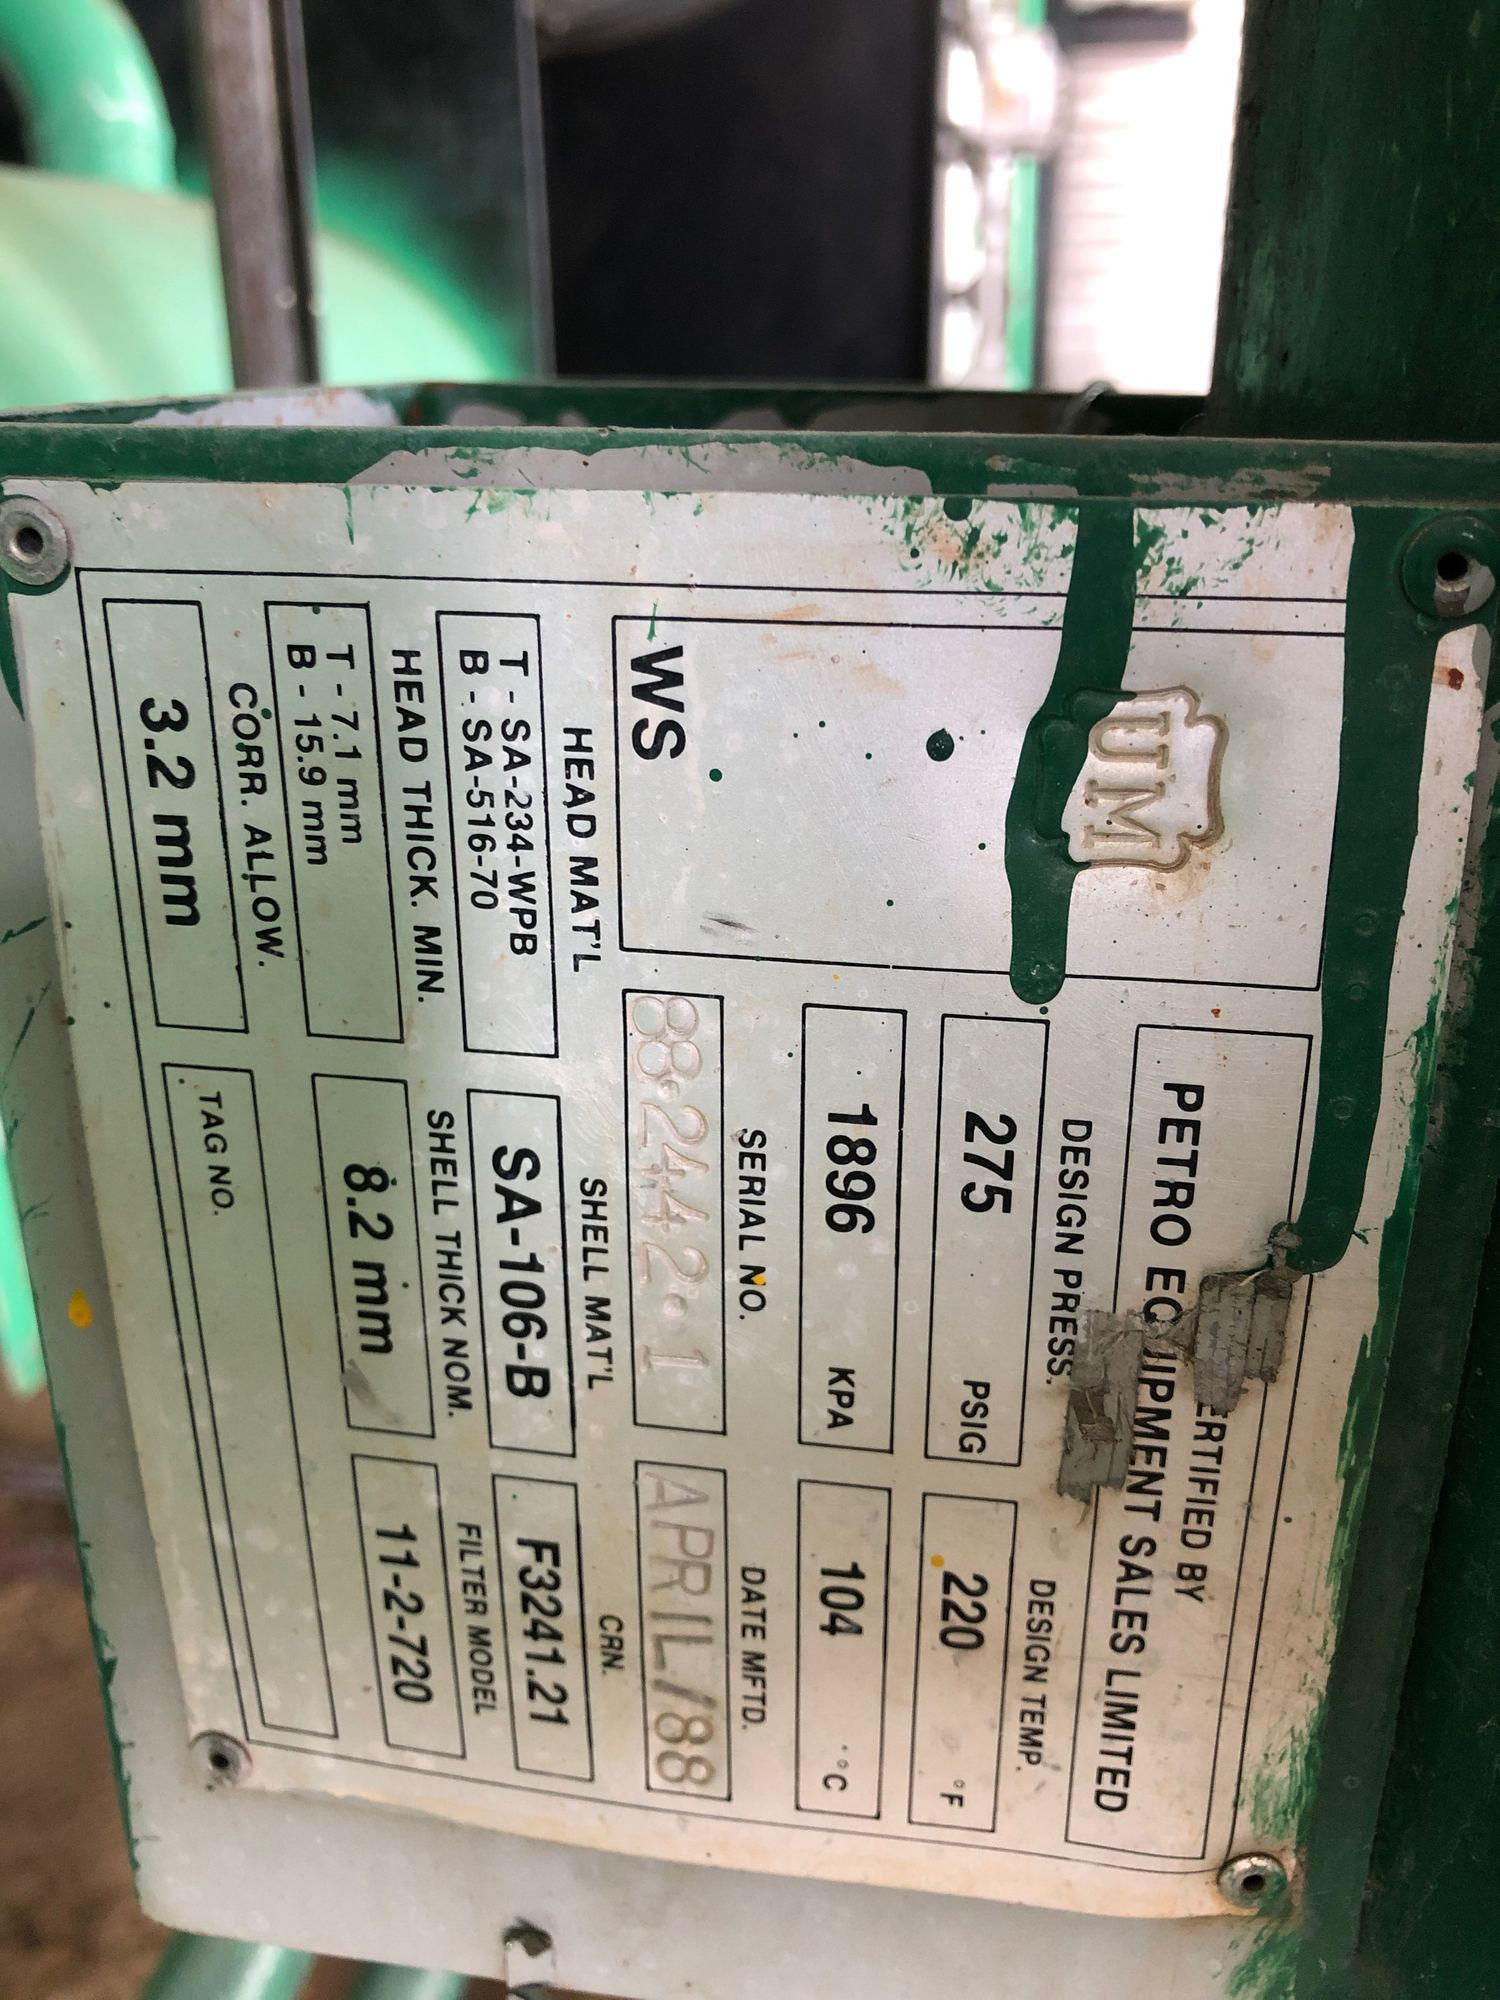 UM
WS
ERTIFIED BY
PETRO EQUIPMENT SALES LIMITED
DESIGN PRESS.
DESIGN TEMP.
275 PSIG
220 °F
1896 KPA
104 °C
SERIAL NO.
DATE MFTD.
88·2442·1
APRIL/88
HEAD MAT'L
SHELL MAT'L
CRN.
T - SA-234-WPB
B - SA-516-70
SA-106-B
F3241.21
HEAD THICK. MIN.
SHELL THICK NOM.
FILTER MODEL
T - 7.1 mm
B - 15.9 mm
8.2 mm
11-2-720
CORR. ALLOW.
3.2 mm
TAG NO.